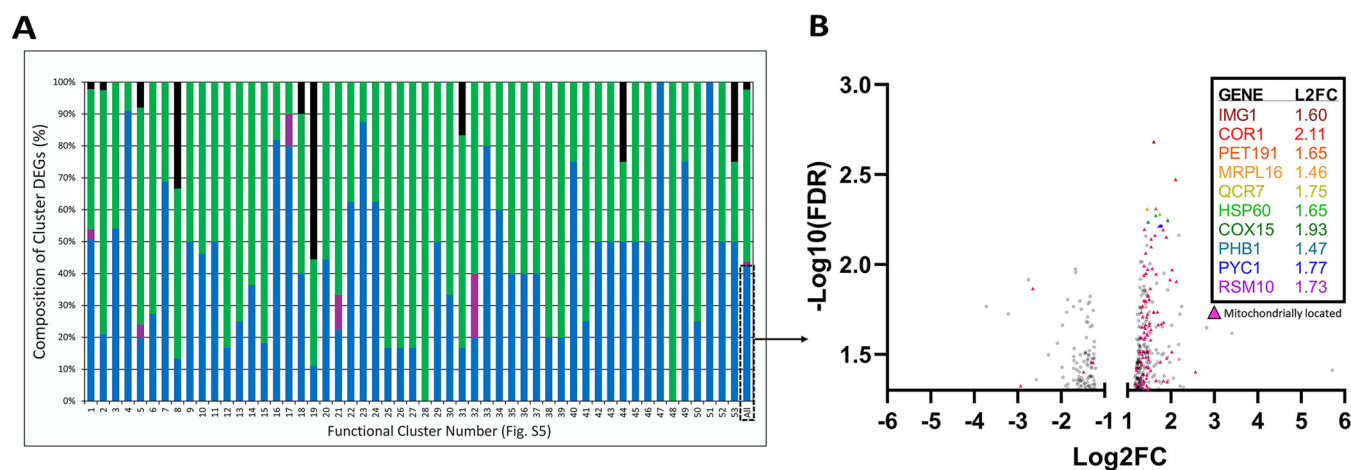 A
Composition of Cluster DEGs (%)
100%
90%
80%
70%
60%
50%
40%
30%
20%
10%
0%
1 2 3 4 5 6 7 8 9 10 11 12 13 14 15 16 17 18 19 20 21 22 23 24 25 26 27 28 29 30 31 32 33 34 35 36 37 38 39 40 41 42 43 44 45 46 47 48 49 50 51 52 53 All
Functional Cluster Number (Fig. S5)
B
-Log10(FDR)
3.0
2.5
2.0
1.5
-6 -5 -4 -3 -2 -1 1 2 3 4 5 6
Log2FC
GENE L2FC
IMG1 1.60
COR1 2.11
PET191 1.65
MRPL16 1.46
QCR7 1.75
HSP60 1.65
COX15 1.93
PHB1 1.47
PYC1 1.77
RSM10 1.73
Mitochondrially located